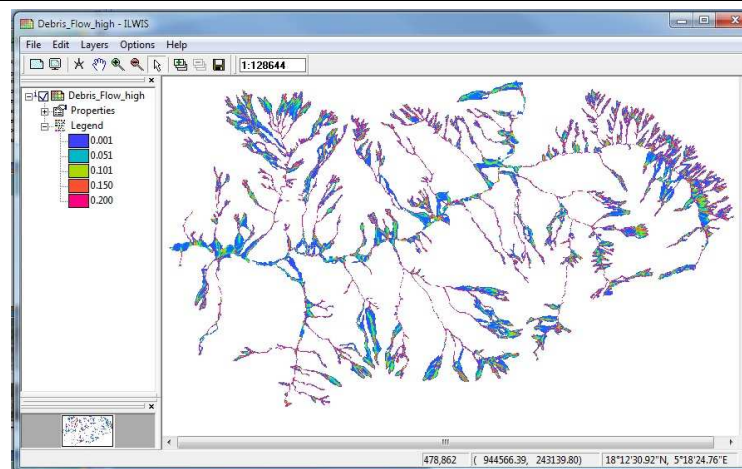 Debris_Flow_high - ILWIS
File Edit Layers Options Help
1:128644
Debris_Flow_high
Properties
Legend
0.001
0.051
0.101
0.150
0.200
478,862 ( 944566.39, 243139.80) 18°12'30.92"N, 5°18'24.76"E